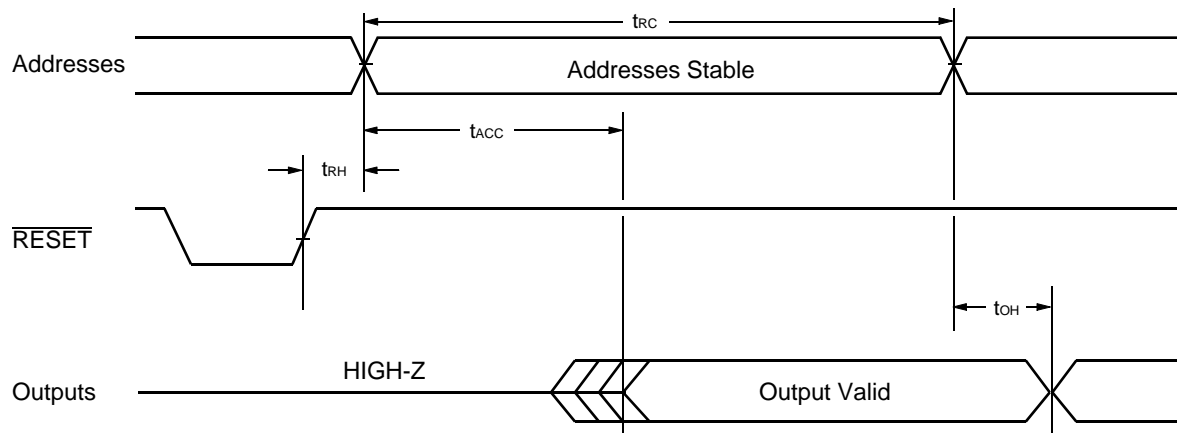 tRC
Addresses
Addresses Stable
tACC
tRH
RESET
tOH
HIGH-Z
Outputs
Output Valid